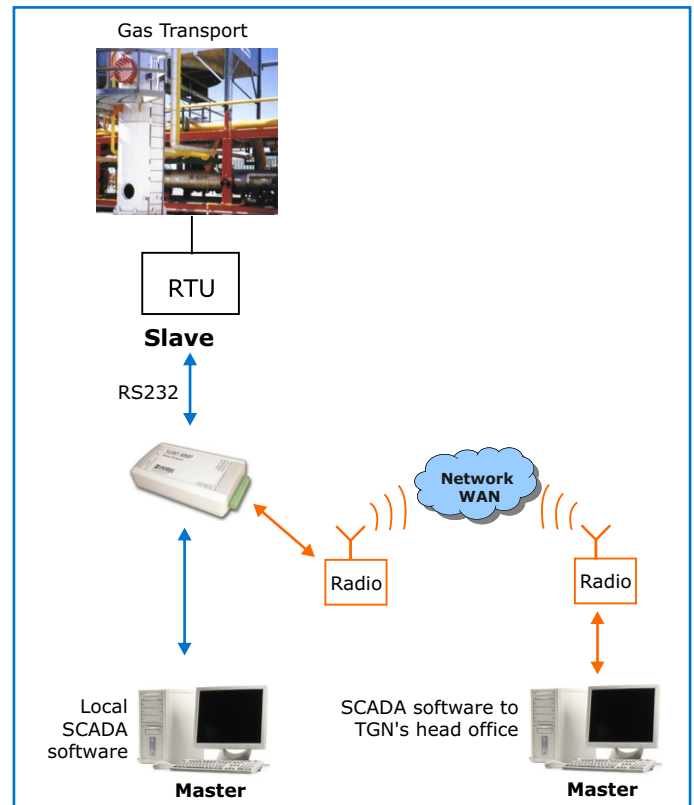 Gas Transport
RTU
Slave
RS232
Network
WAN
Radio
Radio
Local
SCADA
software
Master
SCADA software to
TGN's head office
Master